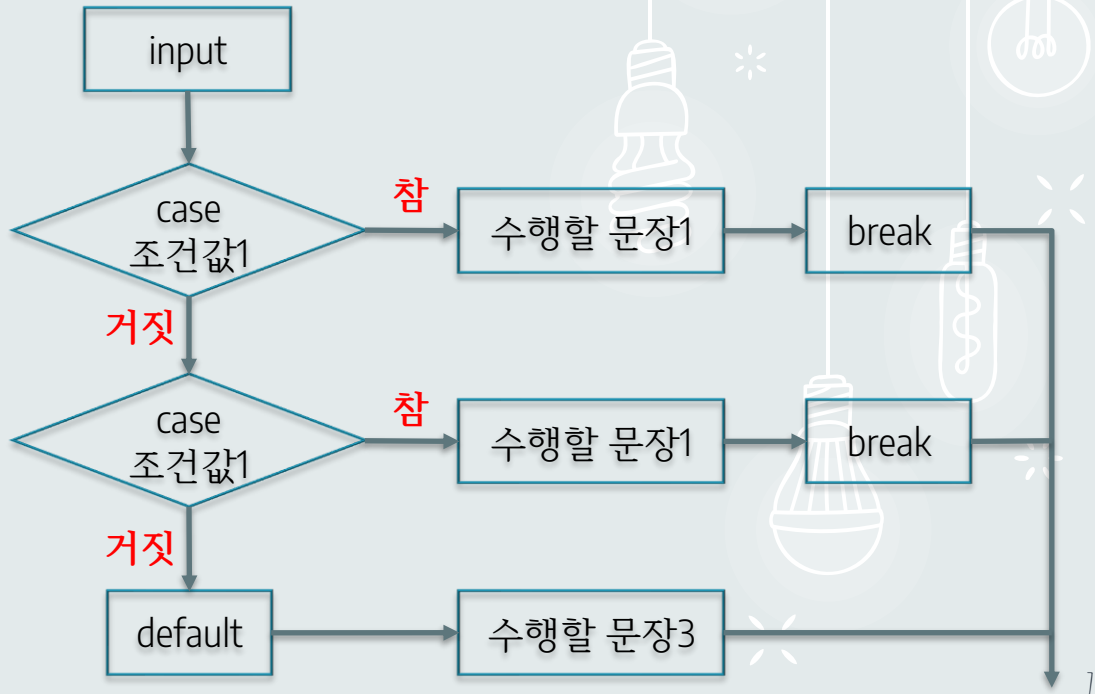 input
case
조건값1
참
수행할 문장1
break
거짓
case
조건값1
참
수행할 문장1
break
거짓
default
수행할 문장3